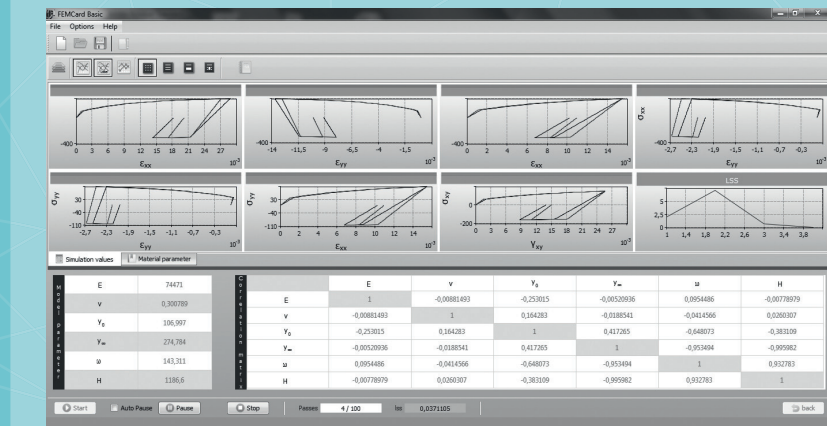 FEMCard Basic
File Options Help
-400
0 3 6 9 12 15 18 21 24 27
εxx 10⁻³
-400
-14 -11,5 -9 -6,5 -4 -1,5
εyy 10⁻³
-400
0 2 4 6 8 10 12 14
εxx 10⁻³
σxx
-400
-2,7 -2,3 -1,9 -1,5 -1,1 -0,7 -0,3
εyy 10⁻³
σyy
30
-40
-110
-2,7 -2,3 -1,9 -1,5 -1,1 -0,7 -0,3
εyy 10⁻³
σyy
30
-40
-110
0 2 4 6 8 10 12 14
εxx 10⁻³
σxy
0
-200
0 3 6 9 12 15 18 21 24 27
γxy 10⁻³
LSS
5
2,5
0
1 1,4 1,8 2,2 2,6 3 3,4 3,8
Simulation values Material parameter
Model parameter
E 74471
ν 0,300789
Y₀ 106,997
Y∞ 274,784
ω 143,311
H 1186,6
Correlation matrix
E ν Y₀ Y∞ ω H
E 1 -0,00881493 -0,253015 -0,00520936 0,0954486 -0,00778979
ν -0,00881493 1 0,164283 -0,0188541 -0,0414566 0,0260307
Y₀ -0,253015 0,164283 1 0,417265 -0,648073 -0,383109
Y∞ -0,00520936 -0,0188541 0,417265 1 -0,953494 -0,995982
ω 0,0954486 -0,0414566 -0,648073 -0,953494 1 0,932783
H -0,00778979 0,0260307 -0,383109 -0,995982 0,932783 1
Start Auto Pause Pause Stop Passes 4 / 100 lss 0,0371105 back